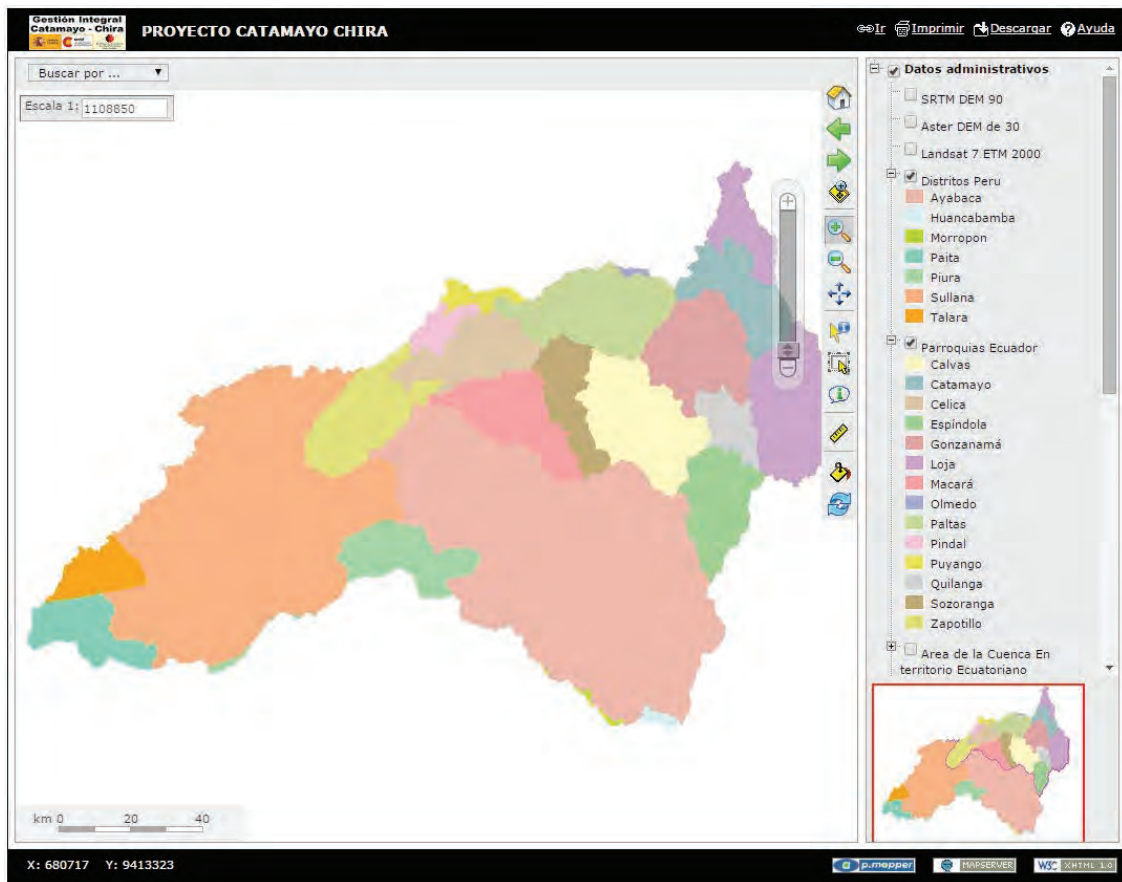 Gestión Integral
Catamayo - Chira
PROYECTO CATAMAYO CHIRA
Ir Imprimir Descargar Ayuda
Buscar por ...
Escala 1: 1108850
Datos administrativos
SRTM DEM 90
Aster DEM de 30
Landsat 7 ETM 2000
Distritos Peru
Ayabaca
Huancabamba
Morropon
Paita
Piura
Sullana
Talara
Parroquias Ecuador
Calvas
Catamayo
Celica
Espíndola
Gonzanamá
Loja
Macará
Olmedo
Paltas
Pindal
Puyango
Quilanga
Sozoranga
Zapotillo
Area de la Cuenca En
territorio Ecuatoriano
km 0 20 40
X: 680717 Y: 9413323
p.mapper
MAPSERVER
W3C XHTML 1.0